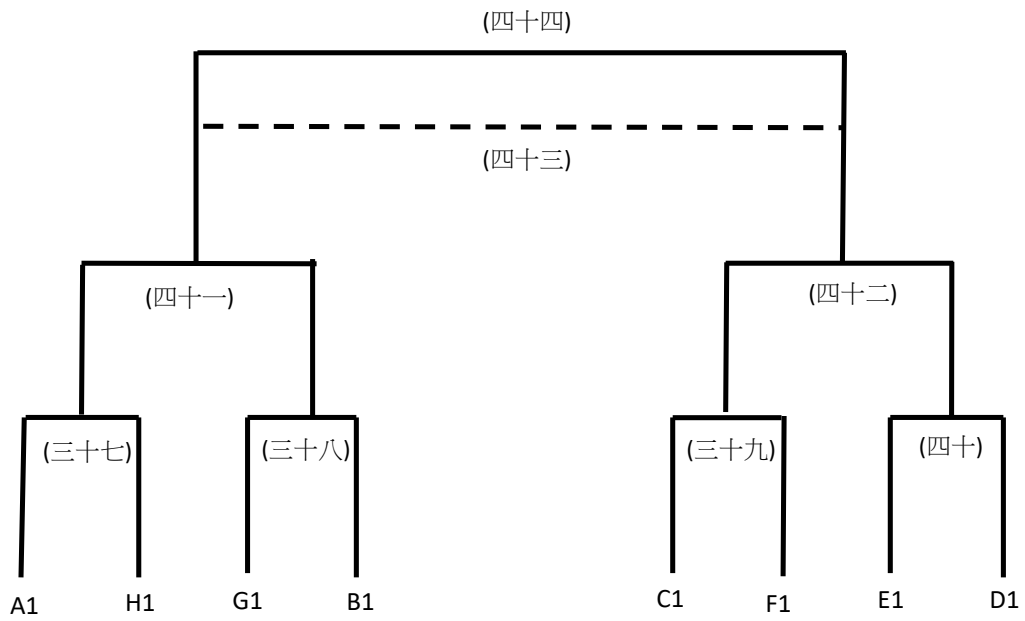 (四十四)
(四十三)
(四十一)
(四十二)
(三十七)
(三十八)
(三十九)
(四十)
A1
H1
G1
B1
C1
F1
E1
D1